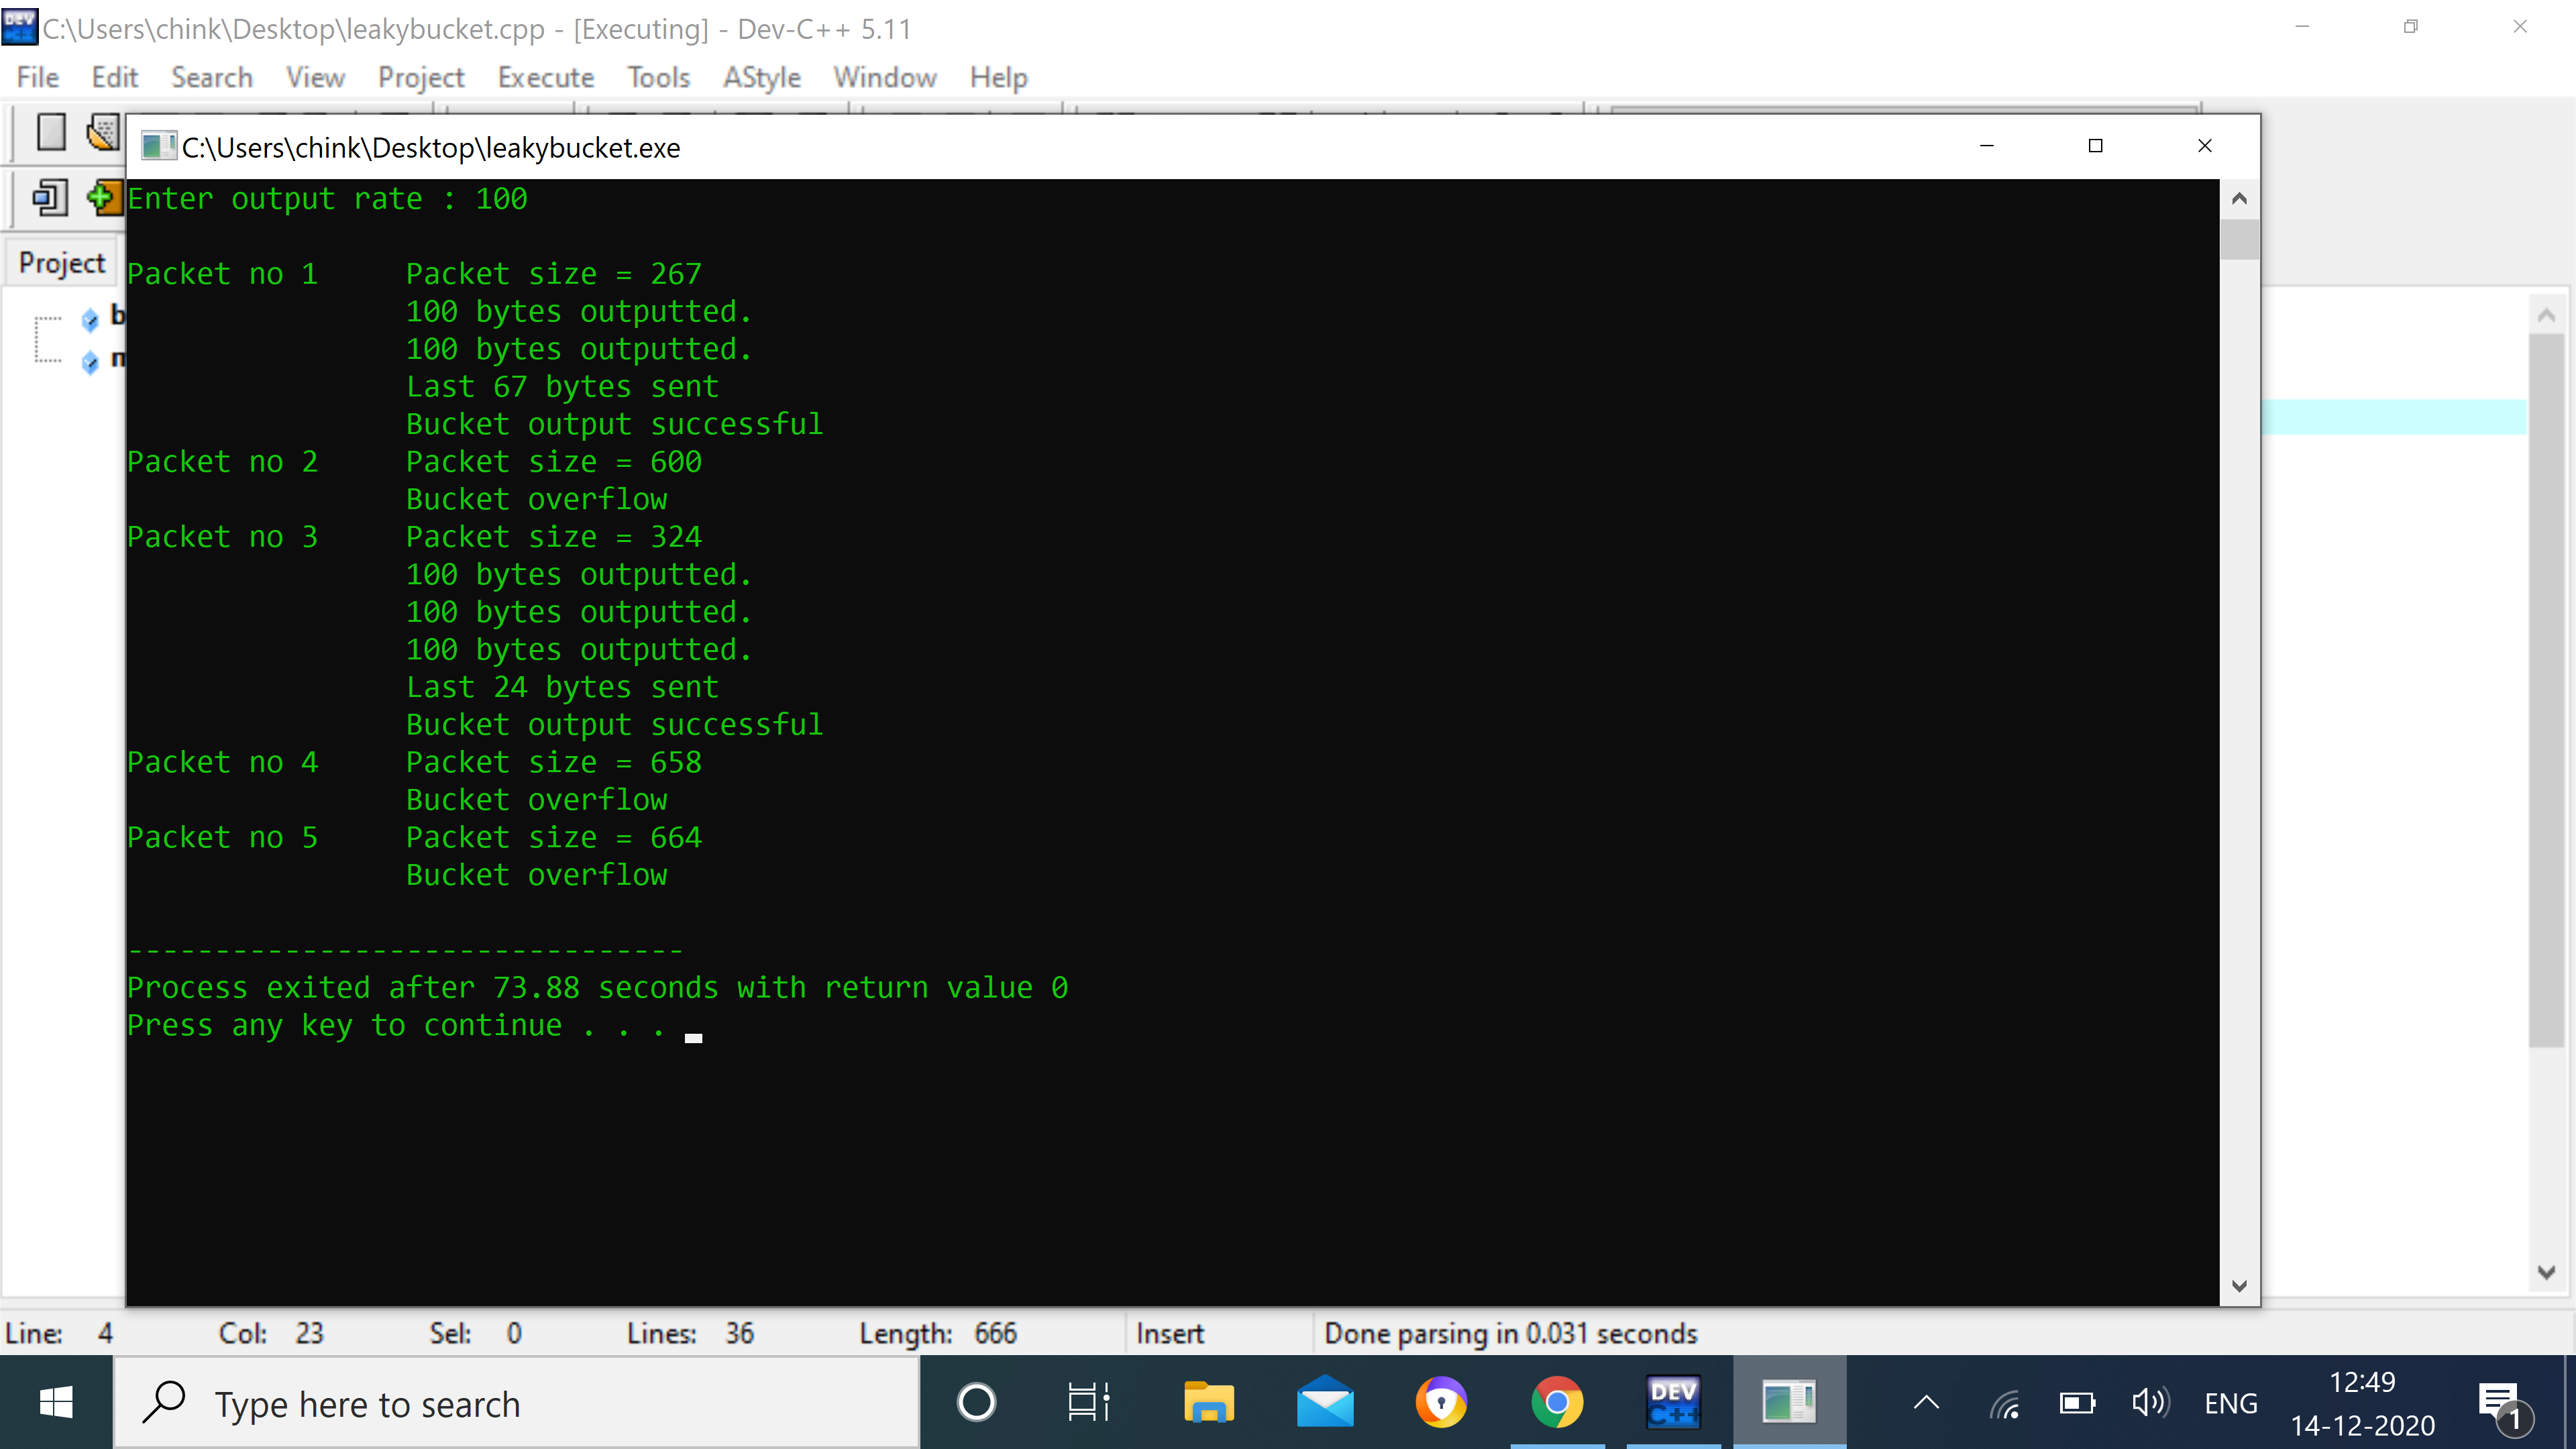 C:\Users\chink\Desktop\leakybucket.cpp - [Executing] - Dev-C++ 5.11
File Edit Search View Project Execute Tools AStyle Window Help
C:\Users\chink\Desktop\leakybucket.exe
Enter output rate : 100
Project
Packet no 1 Packet size = 267
100 bytes outputted.
100 bytes outputted.
Last 67 bytes sent
Bucket output successful
Packet no 2 Packet size = 600
Bucket overflow
Packet no 3 Packet size = 324
100 bytes outputted.
100 bytes outputted.
100 bytes outputted.
Last 24 bytes sent
Bucket output successful
Packet no 4 Packet size = 658
Bucket overflow
Packet no 5 Packet size = 664
Bucket overflow
--------------------------------
Process exited after 73.88 seconds with return value 0
Press any key to continue . . .
Line: 4 Col: 23 Sel: 0 Lines: 36 Length: 666 Insert Done parsing in 0.031 seconds
Type here to search
DEV C++
ENG
12:49
14-12-2020
1